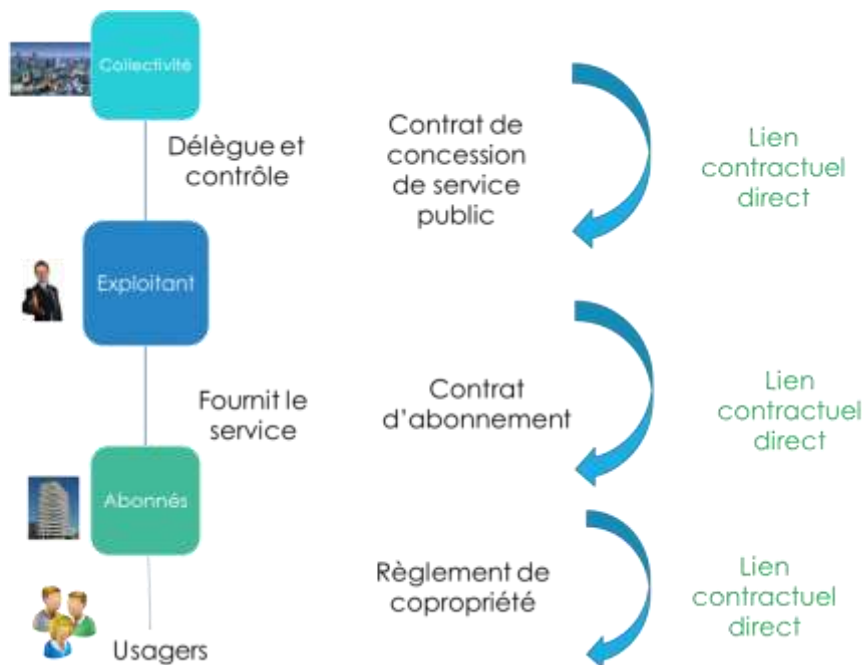 Collectivité
Délègue et
contrôle
Contrat de
concession
de service
public
Lien
contractuel
direct
Exploitant
Fournit le
service
Contrat
d'abonnement
Lien
contractuel
direct
Abonnés
Règlement de
copropriété
Lien
contractuel
direct
Usagers